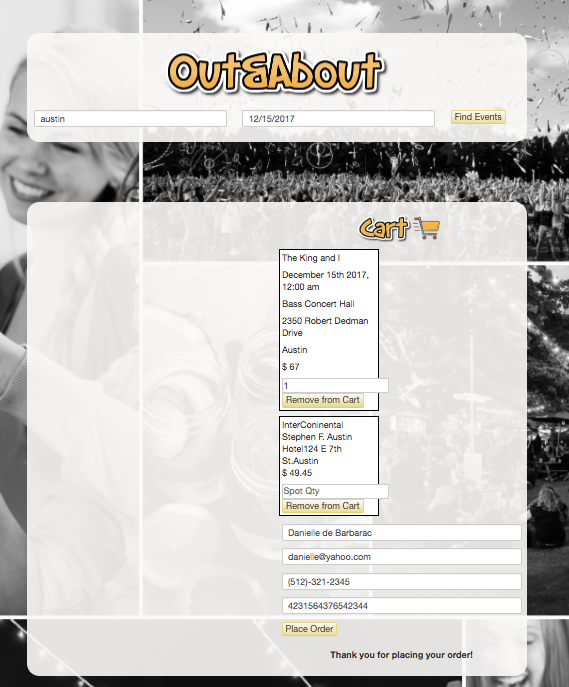 Out&About
austin
12/15/2017
Find Events
Cart
The King and I
December 15th 2017,
12:00 am
Bass Concert Hall
2350 Robert Dedman
Drive
Austin
$ 67
1
Remove from Cart
InterConinental
Stephen F. Austin
Hotel124 E 7th
St.Austin
$ 49.45
Spot Qty
Remove from Cart
Danielle de Barbarac
danielle@yahoo.com
(512)-321-2345
4231564376542344
Place Order
Thank you for placing your order!